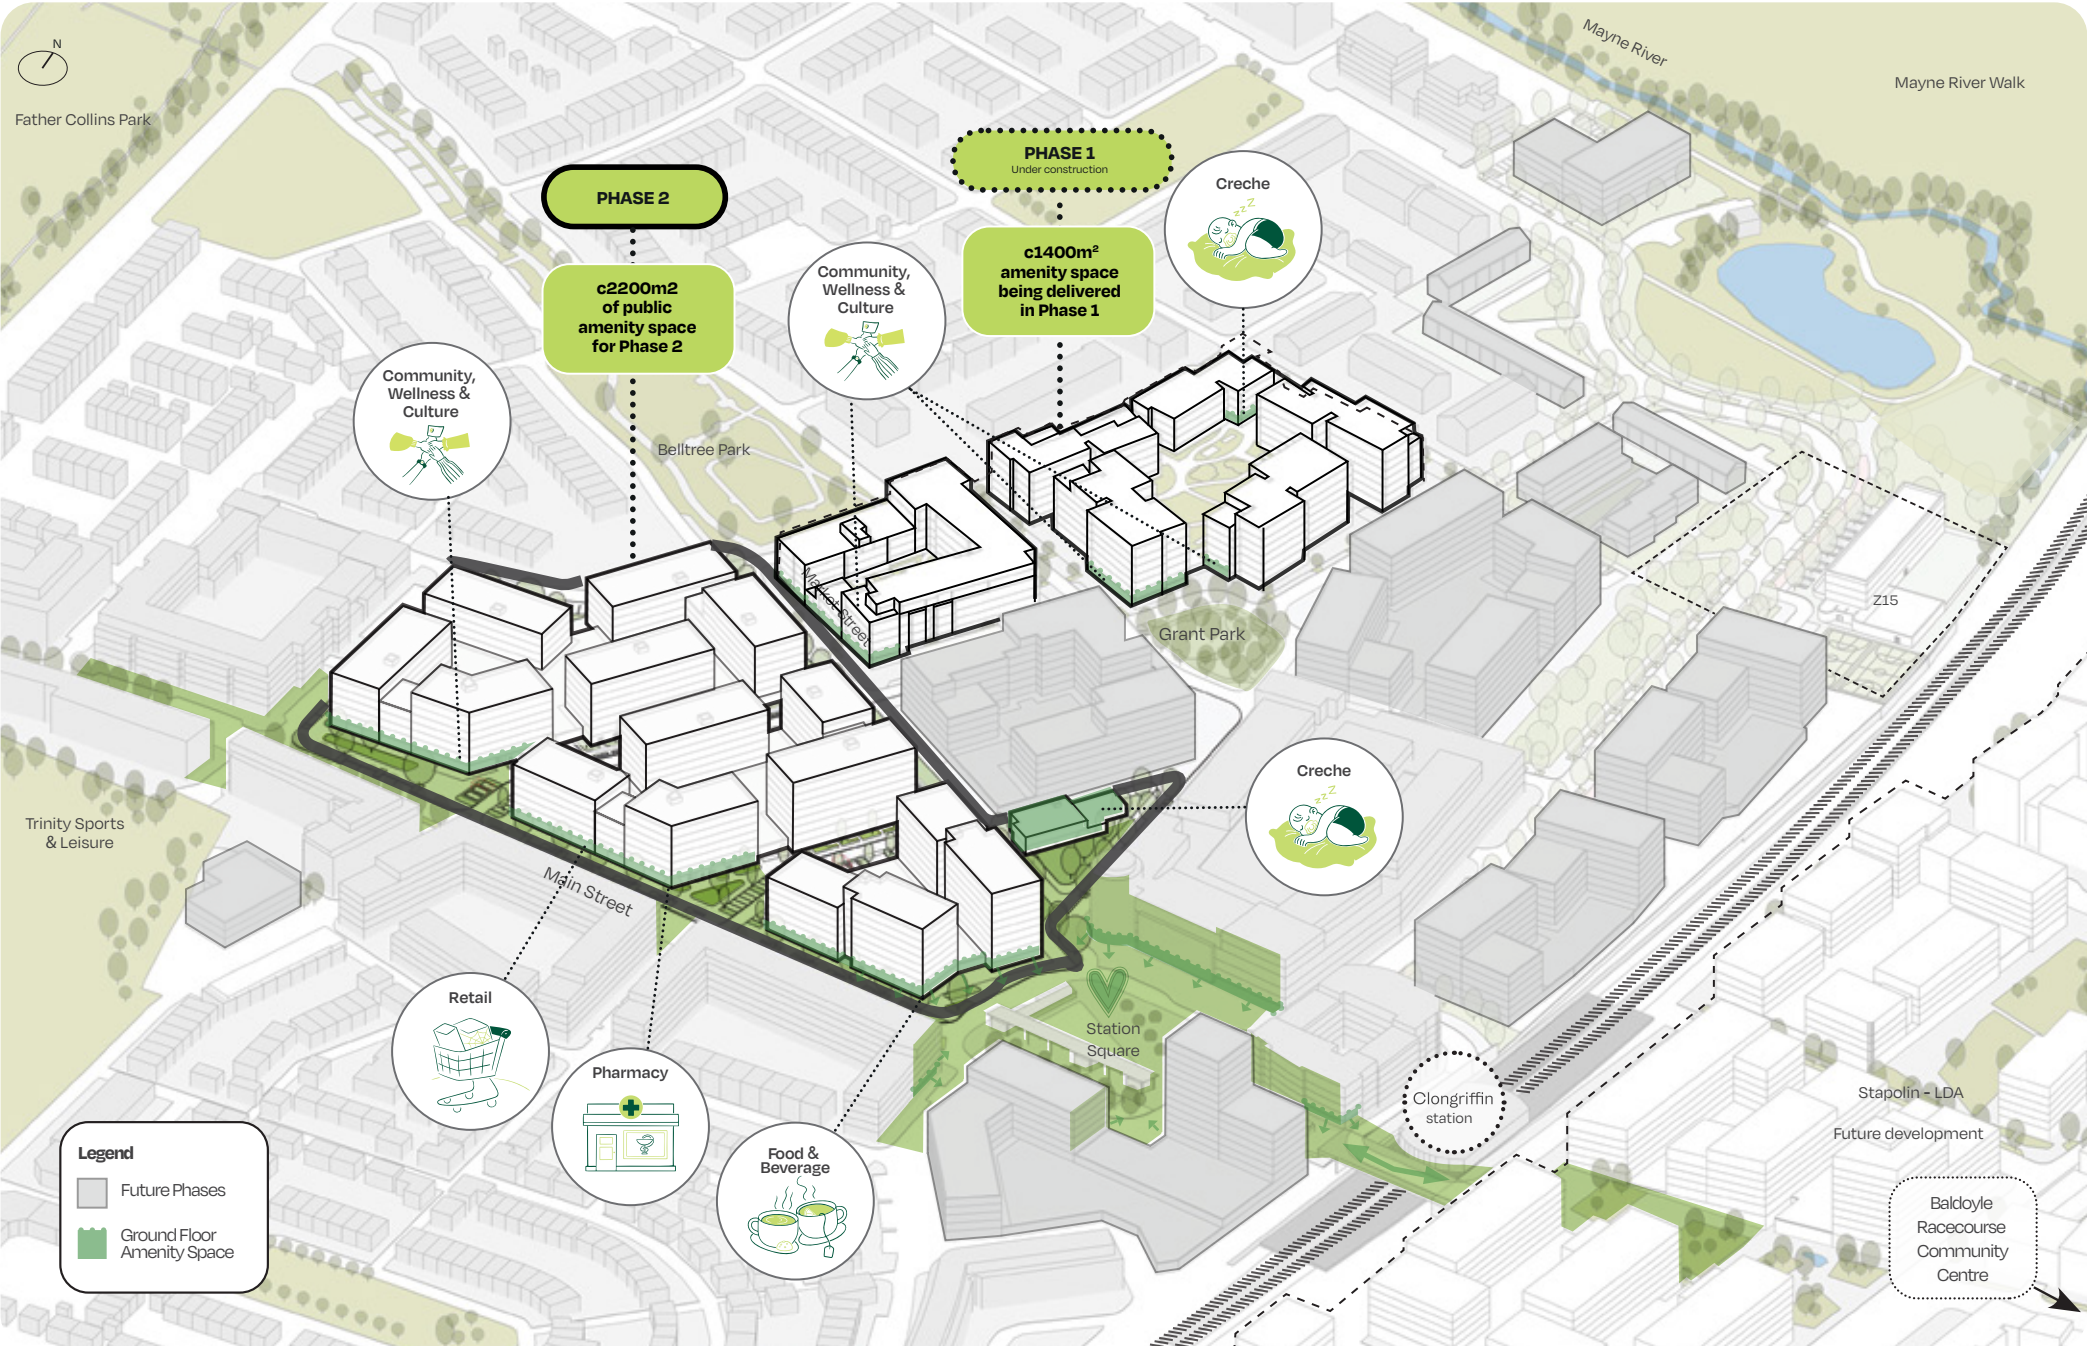 N
Father Collins Park
Mayne River
Mayne River Walk
PHASE 1
Under construction
PHASE 2
Creche
c1400m²
amenity space
being delivered
in Phase 1
Community,
Wellness &
Culture
c2200m2
of public
amenity space
for Phase 2
Community,
Wellness &
Culture
Belltree Park
Market Street
Grant Park
Z15
Creche
Trinity Sports
& Leisure
Main Street
Retail
Pharmacy
Food &
Beverage
Station
Square
Clongriffin
station
Stapolin - LDA
Future development
Baldoyle
Racecourse
Community
Centre
Legend
Future Phases
Ground Floor
Amenity Space